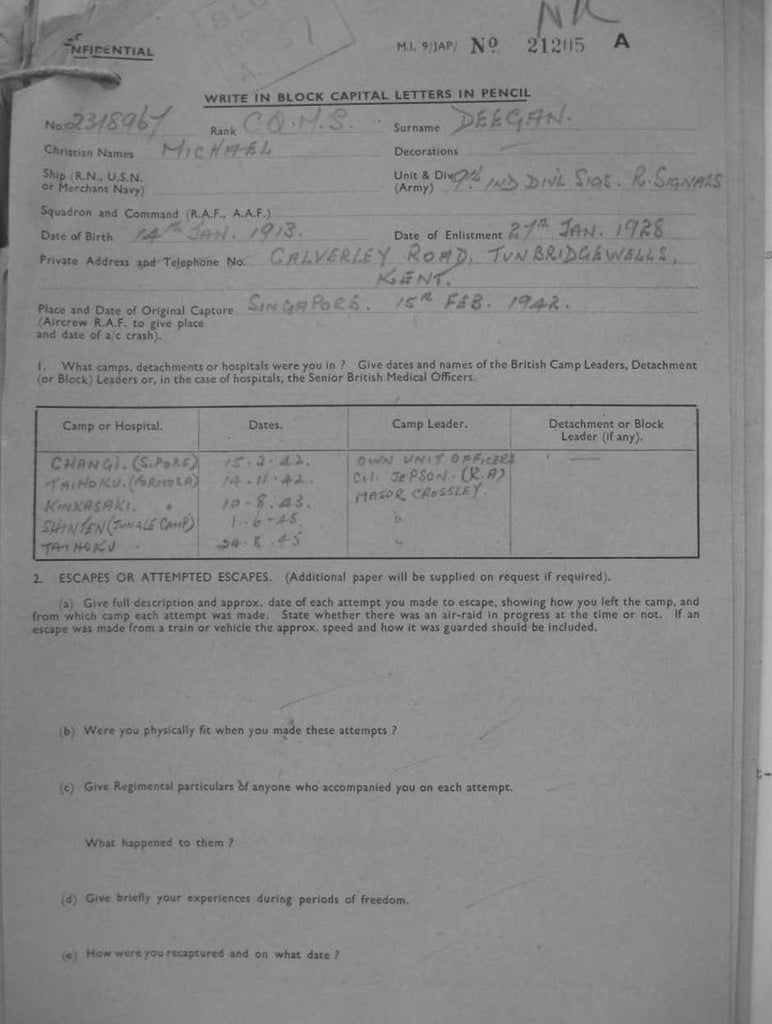 NFIDENTIAL
M.I. 9/JAP/ No 21205 A
WRITE IN BLOCK CAPITAL LETTERS IN PENCIL
No. 2318967 Rank C.Q.M.S. Surname DEEGAN.
Christian Names MICHAEL Decorations
Ship (R.N., U.S.N. or Merchant Navy) Unit & Div (Army) 9th IND DIVL SIGS. R. SIGNALS
Squadron and Command (R.A.F., A.A.F.)
Date of Birth 14TH JAN. 1913. Date of Enlistment 27TH JAN. 1928
Private Address and Telephone No. CALVERLEY ROAD, TUNBRIDGEWELLS,
KENT.
Place and Date of Original Capture SINGAPORE. 15TH FEB. 1942.
(Aircrew R.A.F. to give place
and date of a/c crash).
1. What camps, detachments or hospitals were you in ? Give dates and names of the British Camp Leaders, Detachment
(or Block) Leaders or, in the case of hospitals, the Senior British Medical Officers.
Camp or Hospital. Dates. Camp Leader. Detachment or Block
Leader (if any).
CHANGI. (S.PORE) 15.2.42. OWN UNIT OFFICERS —
TAIHOKU. (FORMOSA) 14.11.42. Col. JEPSON. (R.A)
KINKASAKI. 10.8.43. MAJOR CROSSLEY.
SHINTEN (JUNGLE CAMP) 1-6-45. "
TAIHOKU 24.8.45 "
2. ESCAPES OR ATTEMPTED ESCAPES. (Additional paper will be supplied on request if required).
(a) Give full description and approx. date of each attempt you made to escape, showing how you left the camp, and
from which camp each attempt was made. State whether there was an air-raid in progress at the time or not. If an
escape was made from a train or vehicle the approx. speed and how it was guarded should be included.
(b) Were you physically fit when you made these attempts ?
(c) Give Regimental particulars of anyone who accompanied you on each attempt.
What happened to them ?
(d) Give briefly your experiences during periods of freedom.
(e) How were you recaptured and on what date ?